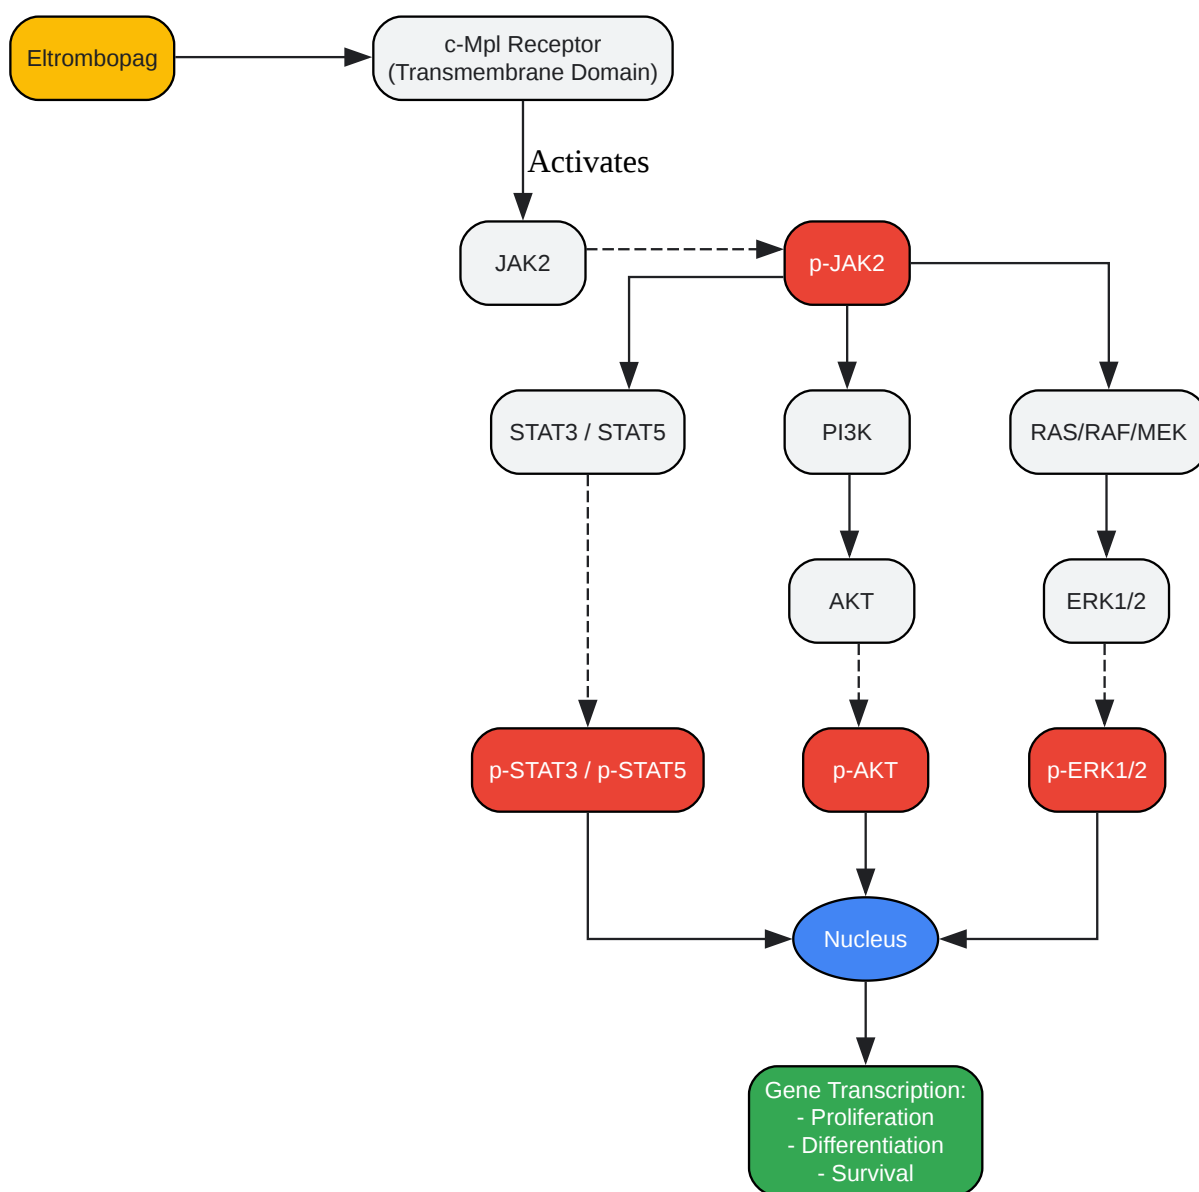 Eltrombopag
c-Mpl Receptor
(Transmembrane Domain)
Activates
JAK2
p-JAK2
STAT3 / STAT5
PI3K
RAS/RAF/MEK
AKT
ERK1/2
p-STAT3 / p-STAT5
p-AKT
p-ERK1/2
Nucleus
Gene Transcription:
- Proliferation
- Differentiation
- Survival